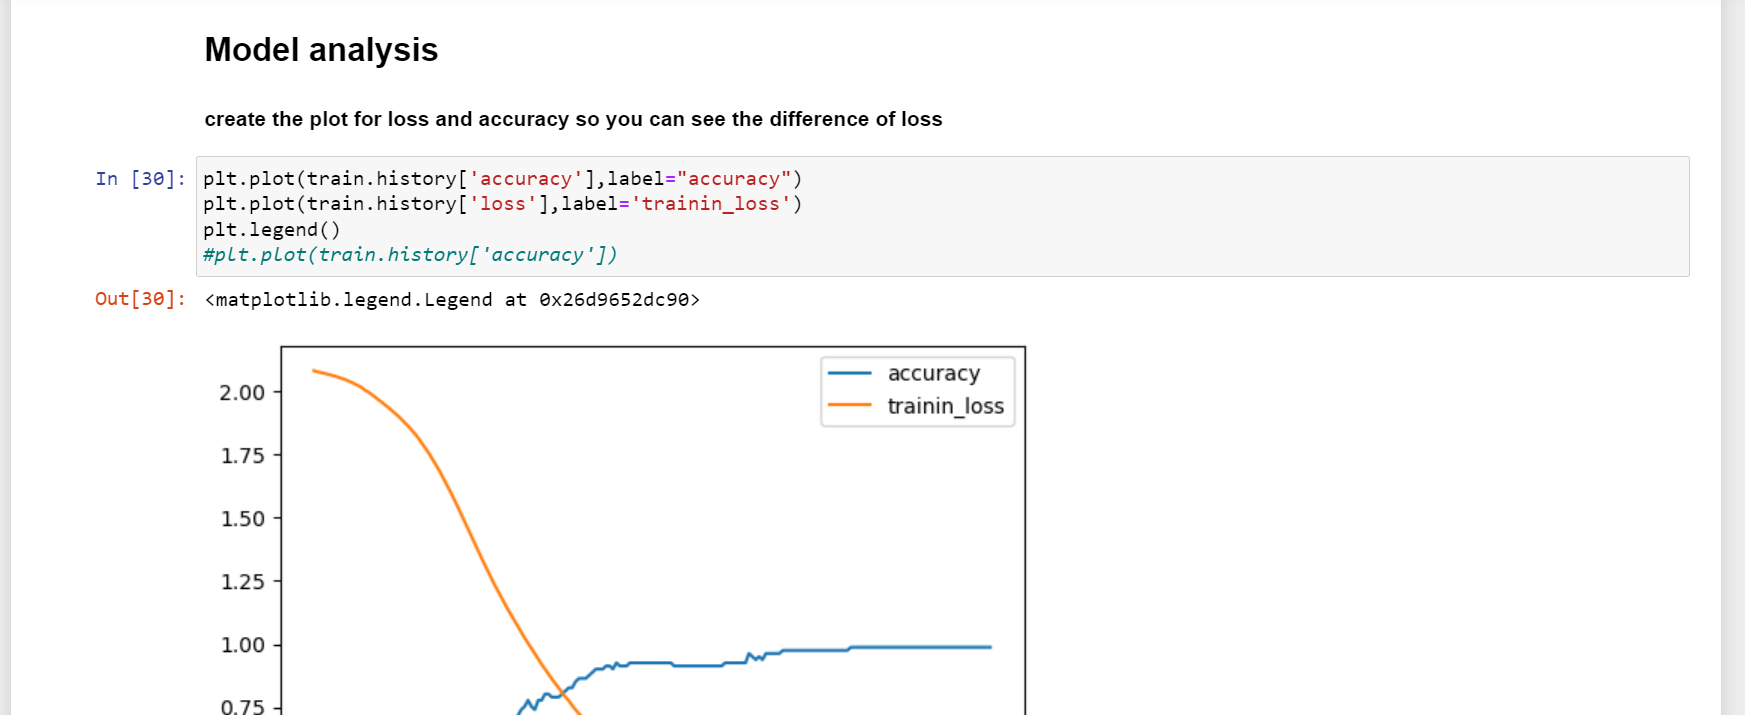 Model analysis
create the plot for loss and accuracy so you can see the difference of loss
In [30]:
plt.plot(train.history['accuracy'],label="accuracy")
plt.plot(train.history['loss'],label='trainin_loss')
plt.legend()
#plt.plot(train.history['accuracy'])
Out[30]: <matplotlib.legend.Legend at 0x26d9652dc90>
accuracy
trainin_loss
2.00
1.75
1.50
1.25
1.00
0.75